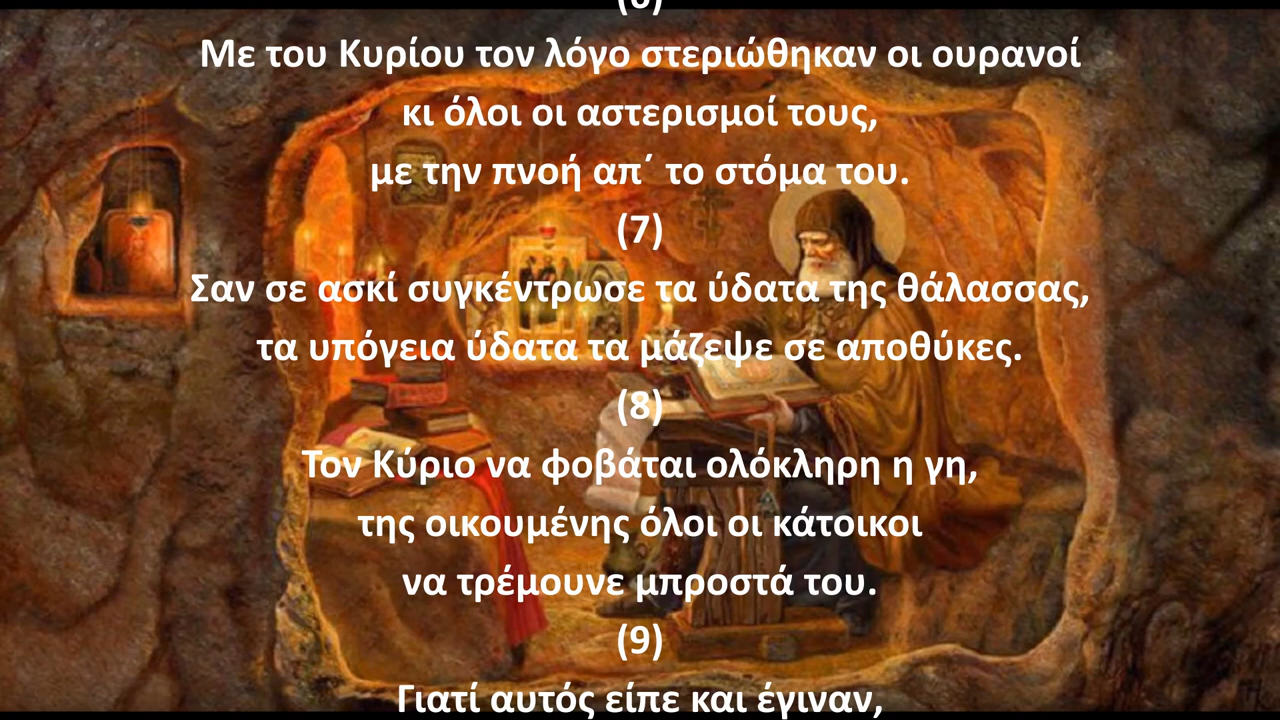 (6)
Με του Κυρίου τον λόγο στεριώθηκαν οι ουρανοί
κι όλοι οι αστερισμοί τους,
με την πνοή απ΄ το στόμα του.
(7)
Σαν σε ασκί συγκέντρωσε τα ύδατα της θάλασσας,
τα υπόγεια ύδατα τα μάζεψε σε αποθύκες.
(8)
Τον Κύριο να φοβάται ολόκληρη η γη,
της οικουμένης όλοι οι κάτοικοι
να τρέμουνε μπροστά του.
(9)
Γιατί αυτός είπε και έγιναν,